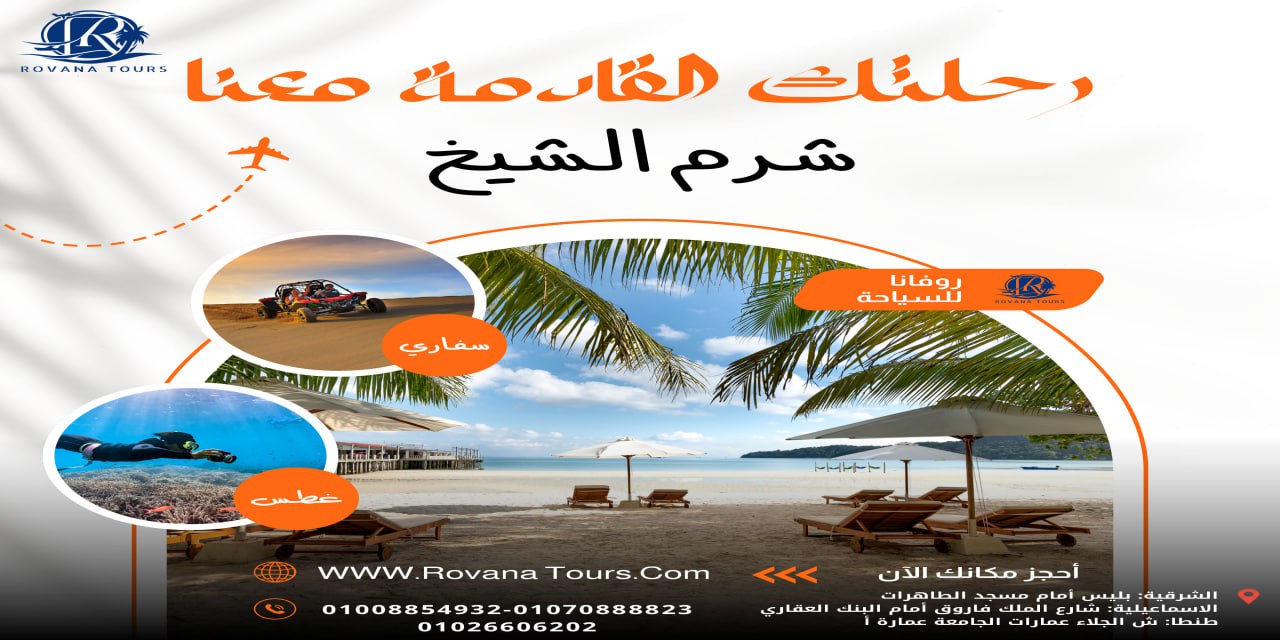 ROVANA TOURS
رحلتك القادمة معنا
شرم الشيخ
روفانا
للسياحة
ROVANA TOURS
سفاري
غطس
أحجز مكانك الآن
WWW.Rovana Tours.Com
الشرقية: بلبيس أمام مسجد الطاهرات
الاسماعيلية: شارع الملك فاروق أمام البنك العقاري
طنطا: ش الجلاء عمارات الجامعة عمارة أ
01008854932-01070888823
01026606202